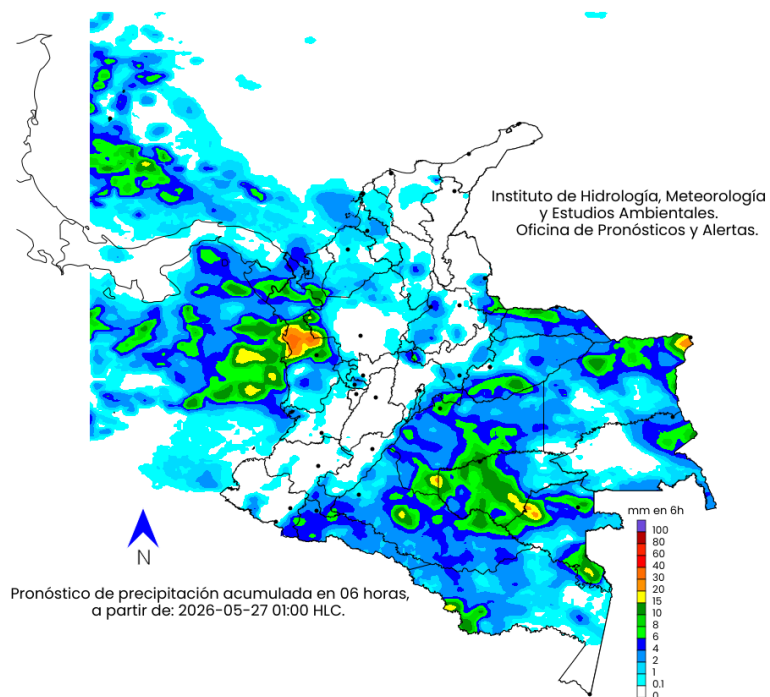 Instituto de Hidrología, Meteorología
y Estudios Ambientales.
Oficina de Pronósticos y Alertas.
N
Pronóstico de precipitación acumulada en 06 horas,
a partir de: 2026-05-27 01:00 HLC.
mm en 6h
100
80
60
40
30
20
15
10
8
6
4
2
1
0.1
0